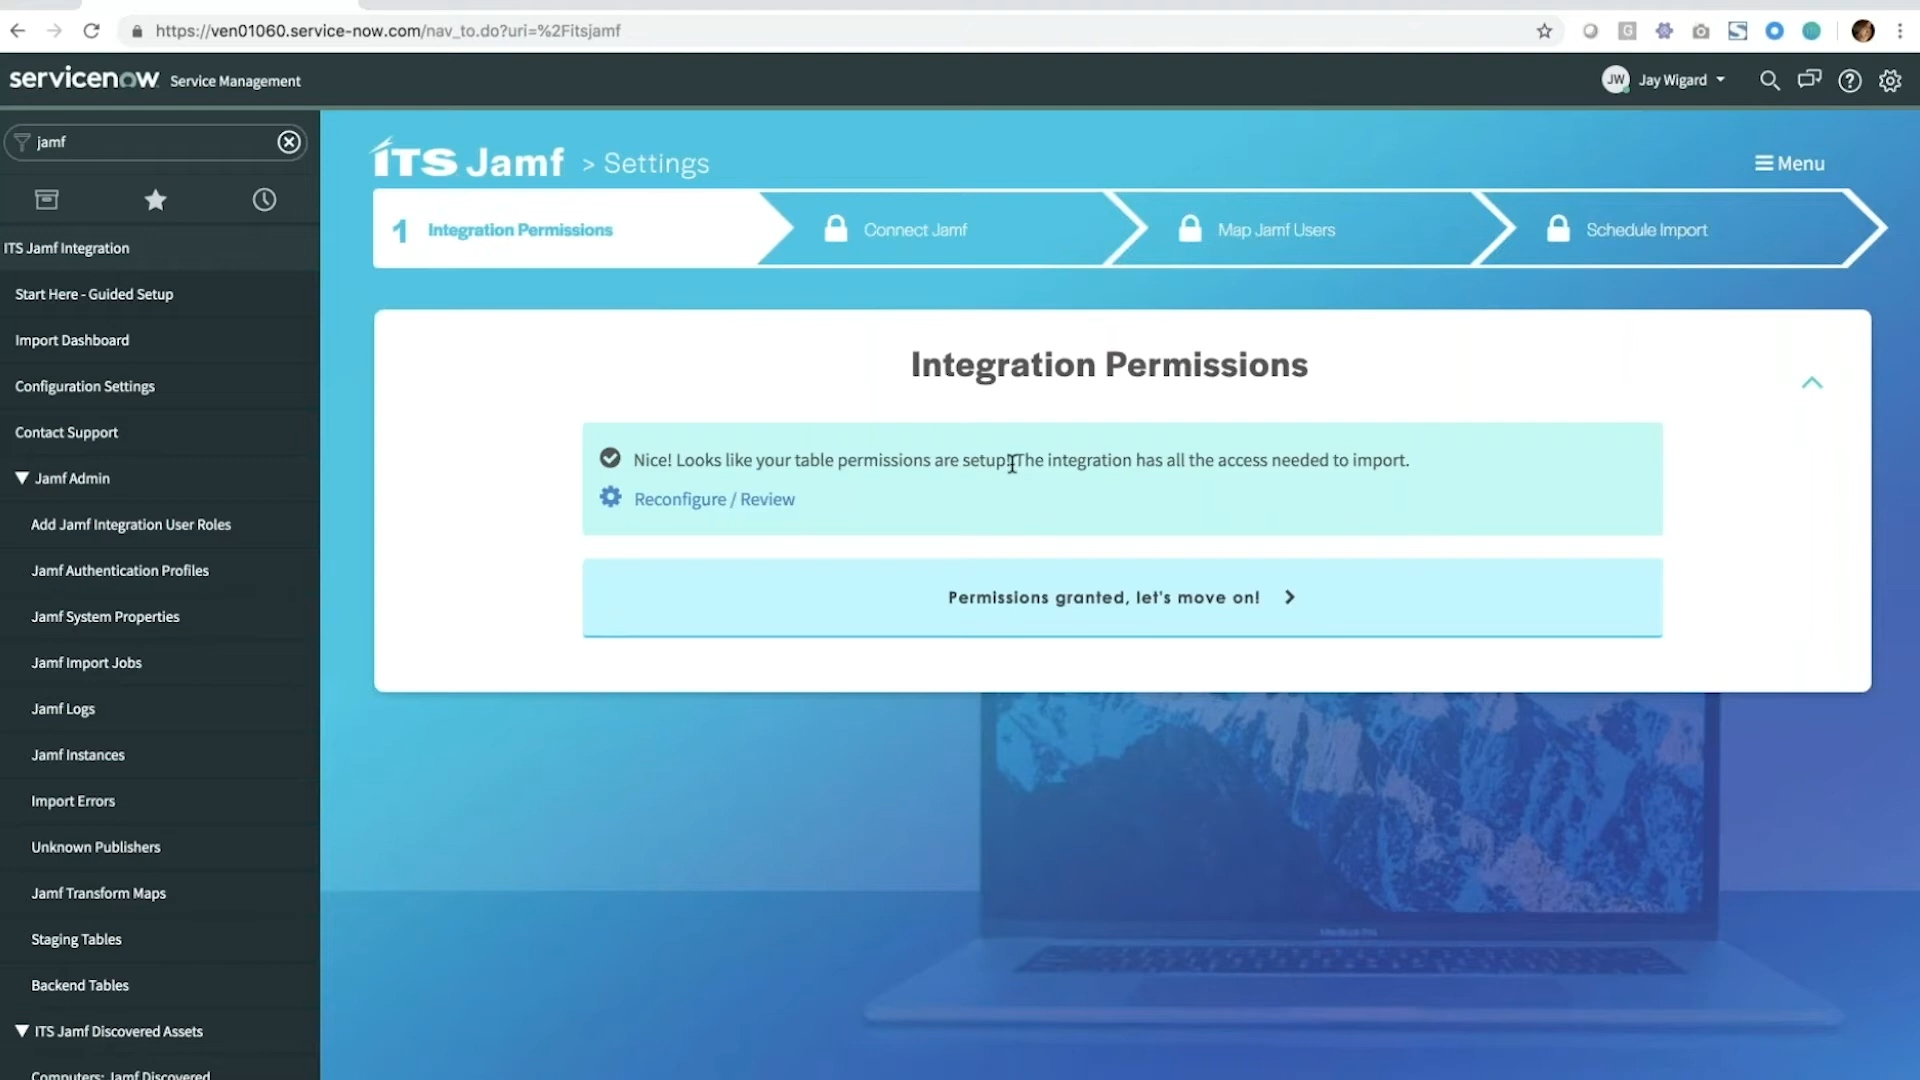 https://ven01060.service-now.com/nav_to.do?uri=%2Fitsjamf
servicenow Service Management
JW Jay Wigard
jamf
ITS Jamf > Settings
Menu
1 Integration Permissions
Connect Jamf
Map Jamf Users
Schedule Import
ITS Jamf Integration
Start Here - Guided Setup
Import Dashboard
Configuration Settings
Contact Support
Jamf Admin
Add Jamf Integration User Roles
Jamf Authentication Profiles
Jamf System Properties
Jamf Import Jobs
Jamf Logs
Jamf Instances
Import Errors
Unknown Publishers
Jamf Transform Maps
Staging Tables
Backend Tables
ITS Jamf Discovered Assets
Computers: Jamf Discovered
Integration Permissions
Nice! Looks like your table permissions are setup! The integration has all the access needed to import.
Reconfigure / Review
Permissions granted, let's move on!
MacBook Pro